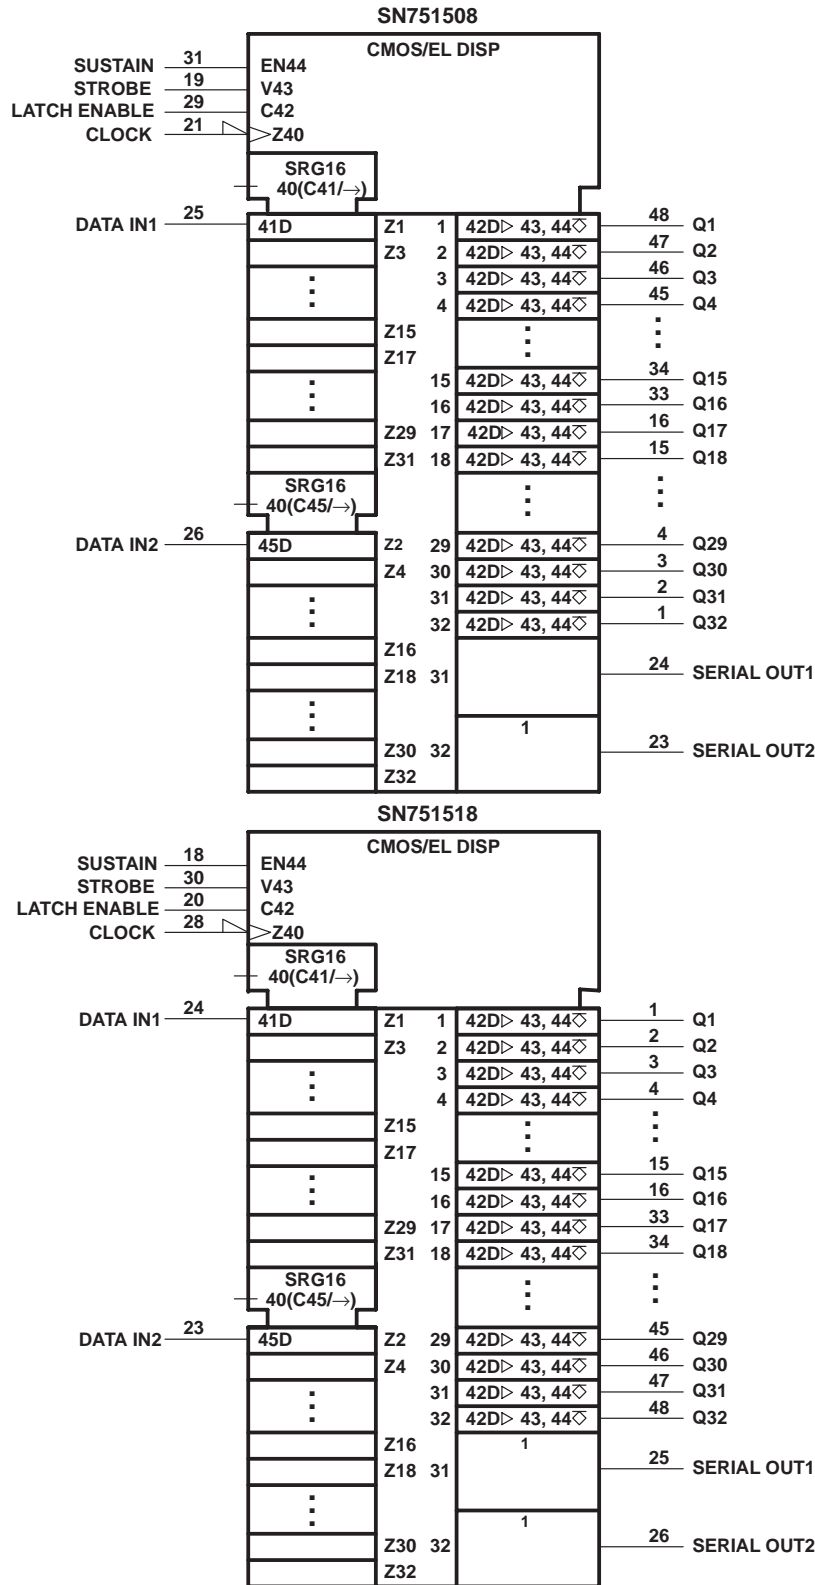 SN751508
CMOS/EL DISP
SUSTAIN 31 EN44
STROBE 19 V43
LATCH ENABLE 29 C42
CLOCK 21 Z40
SRG16
40(C41/→)
DATA IN1 25 41D Z1 1 42D▷ 43, 44⎐ 48 Q1
Z3 2 42D▷ 43, 44⎐ 47 Q2
3 42D▷ 43, 44⎐ 46 Q3
4 42D▷ 43, 44⎐ 45 Q4
Z15
Z17
15 42D▷ 43, 44⎐ 34 Q15
16 42D▷ 43, 44⎐ 33 Q16
Z29 17 42D▷ 43, 44⎐ 16 Q17
Z31 18 42D▷ 43, 44⎐ 15 Q18
SRG16
40(C45/→)
DATA IN2 26 45D Z2 29 42D▷ 43, 44⎐ 4 Q29
Z4 30 42D▷ 43, 44⎐ 3 Q30
31 42D▷ 43, 44⎐ 2 Q31
32 42D▷ 43, 44⎐ 1 Q32
Z16
Z18 31 24 SERIAL OUT1
1
Z30 32 23 SERIAL OUT2
Z32
SN751518
CMOS/EL DISP
SUSTAIN 18 EN44
STROBE 30 V43
LATCH ENABLE 20 C42
CLOCK 28 Z40
SRG16
40(C41/→)
DATA IN1 24 41D Z1 1 42D▷ 43, 44⎐ 1 Q1
Z3 2 42D▷ 43, 44⎐ 2 Q2
3 42D▷ 43, 44⎐ 3 Q3
4 42D▷ 43, 44⎐ 4 Q4
Z15
Z17
15 42D▷ 43, 44⎐ 15 Q15
16 42D▷ 43, 44⎐ 16 Q16
Z29 17 42D▷ 43, 44⎐ 33 Q17
Z31 18 42D▷ 43, 44⎐ 34 Q18
SRG16
40(C45/→)
DATA IN2 23 45D Z2 29 42D▷ 43, 44⎐ 45 Q29
Z4 30 42D▷ 43, 44⎐ 46 Q30
31 42D▷ 43, 44⎐ 47 Q31
32 42D▷ 43, 44⎐ 48 Q32
Z16 1
Z18 31 25 SERIAL OUT1
1
Z30 32 26 SERIAL OUT2
Z32